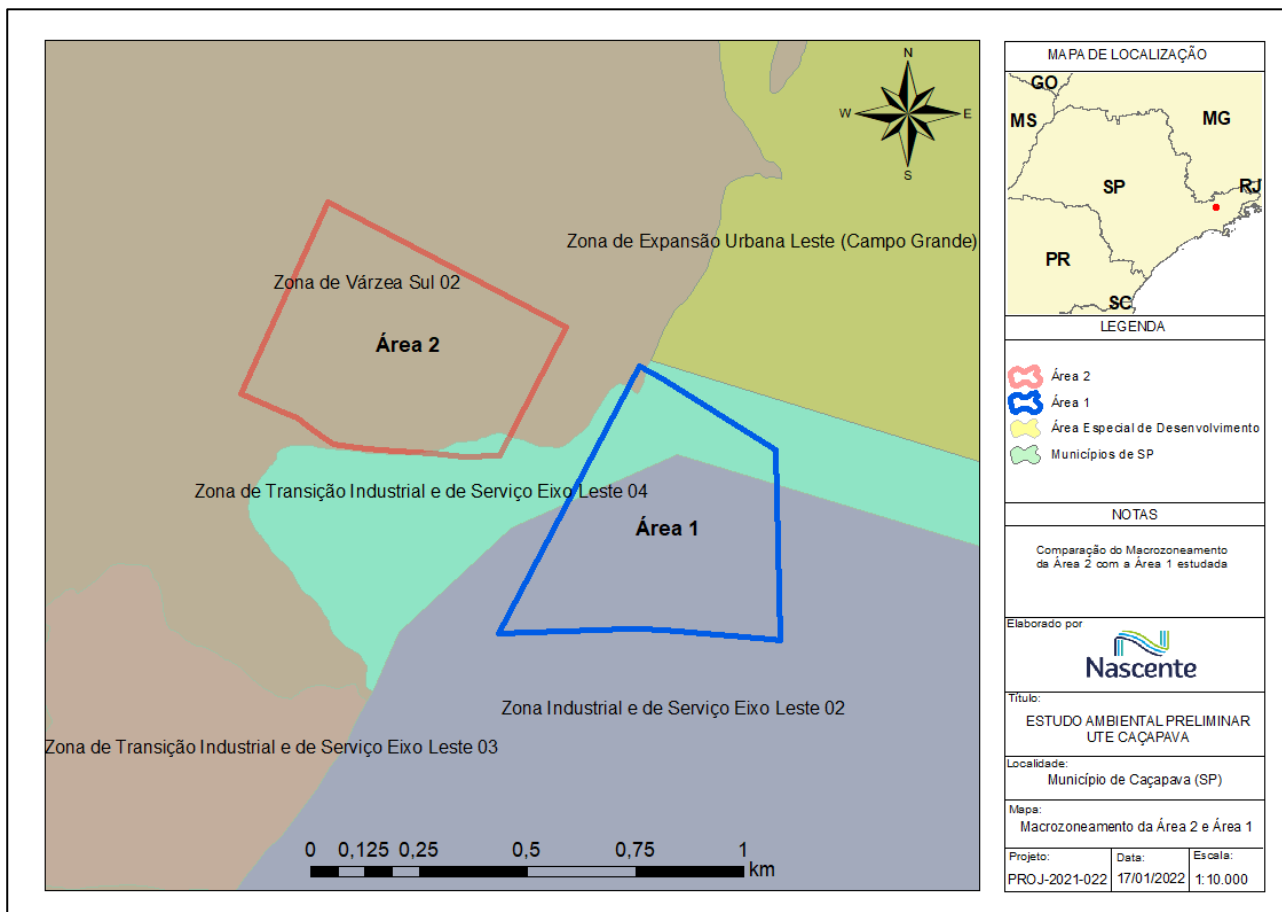 N
W
E
S
Zona de Expansão Urbana Leste (Campo Grande)
Zona de Várzea Sul 02
Área 2
Zona de Transição Industrial e de Serviço Eixo Leste 04
Área 1
Zona Industrial e de Serviço Eixo Leste 02
Zona de Transição Industrial e de Serviço Eixo Leste 03
0 0,125 0,25 0,5 0,75 1
km
MAPA DE LOCALIZAÇÃO
GO
MS
MG
SP
RJ
PR
SC
LEGENDA
Área 2
Área 1
Área Especial de Desenvolvimento
Municípios de SP
NOTAS
Comparação do Macrozoneamento
da Área 2 com a Área 1 estudada
Elaborado por
Nascente
Título:
ESTUDO AMBIENTAL PRELIMINAR
UTE CAÇAPAVA
Localidade:
Município de Caçapava (SP)
Mapa:
Macrozoneamento da Área 2 e Área 1
Projeto:
PROJ-2021-022
Data:
17/01/2022
Escala:
1:10.000